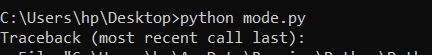 C:\Users\hp\Desktop>python mode.py
Traceback (most recent call last):